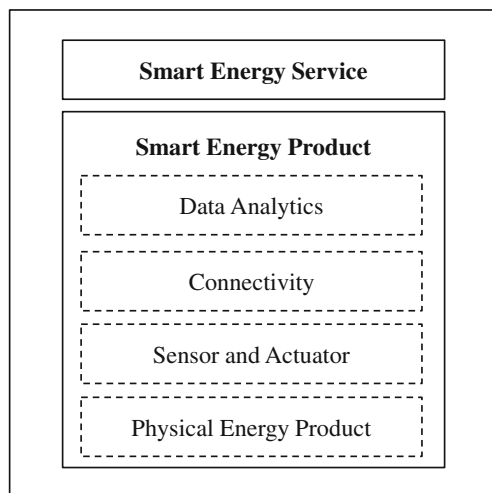 Smart Energy Service
Smart Energy Product
Data Analytics
Connectivity
Sensor and Actuator
Physical Energy Product